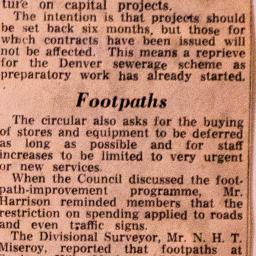 ture on capital projects.
The intention is that projects should
be set back six months, but those for
which contracts have been issued will
not be affected. This means a reprieve
for the Denver sewerage scheme as
preparatory work has already started.
Footpaths
The circular also asks for the buying
of stores and equipment to be deferred
as long as possible and for staff
increases to be limited to very urgent
or new services.
When the Council discussed the foot-
path-improvement programme, Mr.
Harrison reminded members that the
restriction on spending applied to roads
and even traffic signs.
The Divisional Surveyor, Mr. N. H. T.
Miseroy, reported that footpaths at